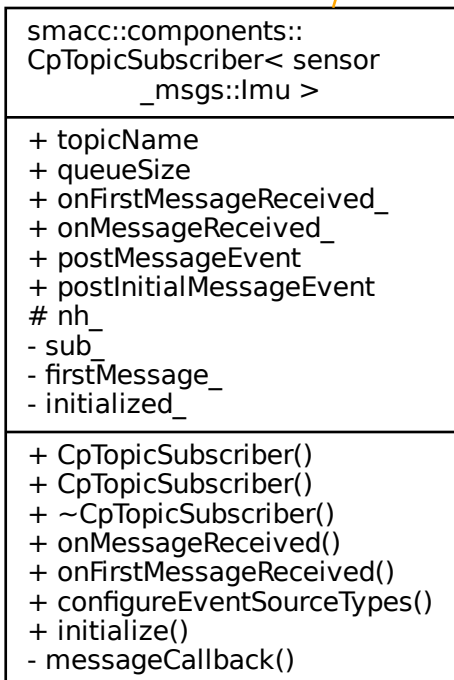 smacc::components::
CpTopicSubscriber< sensor
_msgs::Imu >
+ topicName
+ queueSize
+ onFirstMessageReceived_
+ onMessageReceived_
+ postMessageEvent
+ postInitialMessageEvent
# nh_
- sub_
- firstMessage_
- initialized_
+ CpTopicSubscriber()
+ CpTopicSubscriber()
+ ~CpTopicSubscriber()
+ onMessageReceived()
+ onFirstMessageReceived()
+ configureEventSourceTypes()
+ initialize()
- messageCallback()